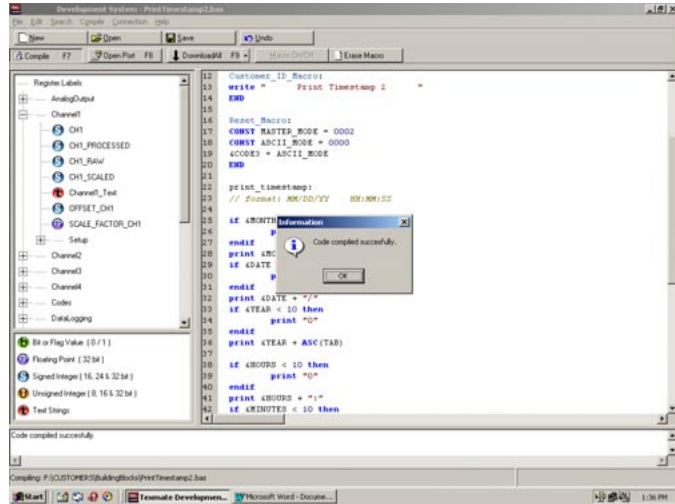 Development System - PrintTimestamp2.bas
File Edit Search Compile Connection Help
New Open Save Undo
Compile F7 Open Port F8 Download/All F9 Macro On/Off Erase Macro
Register Labels
AnalogOutput
Channel1
CH1
CH1_PROCESSED
CH1_RAW
CH1_SCALED
Channel1_Text
OFFSET_CH1
SCALE_FACTOR_CH1
Setup
Channel2
Channel3
Channel4
Codes
DataLogging
Bit or Flag Value ( 0 / 1 )
Floating Point ( 32 bit )
Signed Integer ( 16, 24 & 32 bit )
Unsigned Integer ( 8, 16 & 32 bit )
Text Strings
12 Customer_ID_Macro:
13 write " Print Timestamp 2 "
14 END
15
16 Reset_Macro:
17 CONST MASTER_MODE = 0002
18 CONST ASCII_MODE = 0000
19 &CODE3 = ASCII_MODE
20 END
21
22 print_timestamp:
23 // format: MM/DD/YY HH:MM:SS
24
25 if &MONTH
26 p
27 endif
28 print &MO
29 if &DATE
30 p
31 endif
32 print &DATE + "/"
33 if &YEAR < 10 then
34 print "0"
35 endif
36 print &YEAR + ASC(TAB)
37
38 if &HOURS < 10 then
39 print "0"
40 endif
41 print &HOURS + ":"
42 if &MINUTES < 10 then
Information
Code compiled succesfully.
OK
Code compiled succesfully.
Compiling: P:\CUSTOMERS\BuildingBlocks\PrintTimestamp2.bas
Start Texmate Developmen... Microsoft Word - Docume... 1:36 PM